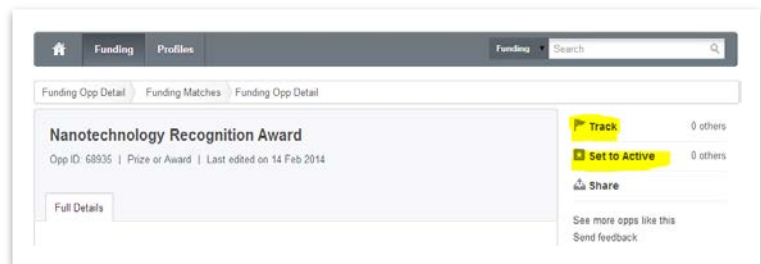 Funding Profiles Funding Search
Funding Opp Detail Funding Matches Funding Opp Detail
Nanotechnology Recognition Award
Opp ID: 68935 | Prize or Award | Last edited on 14 Feb 2014
Full Details
Track 0 others
Set to Active 0 others
Share
See more opps like this
Send feedback